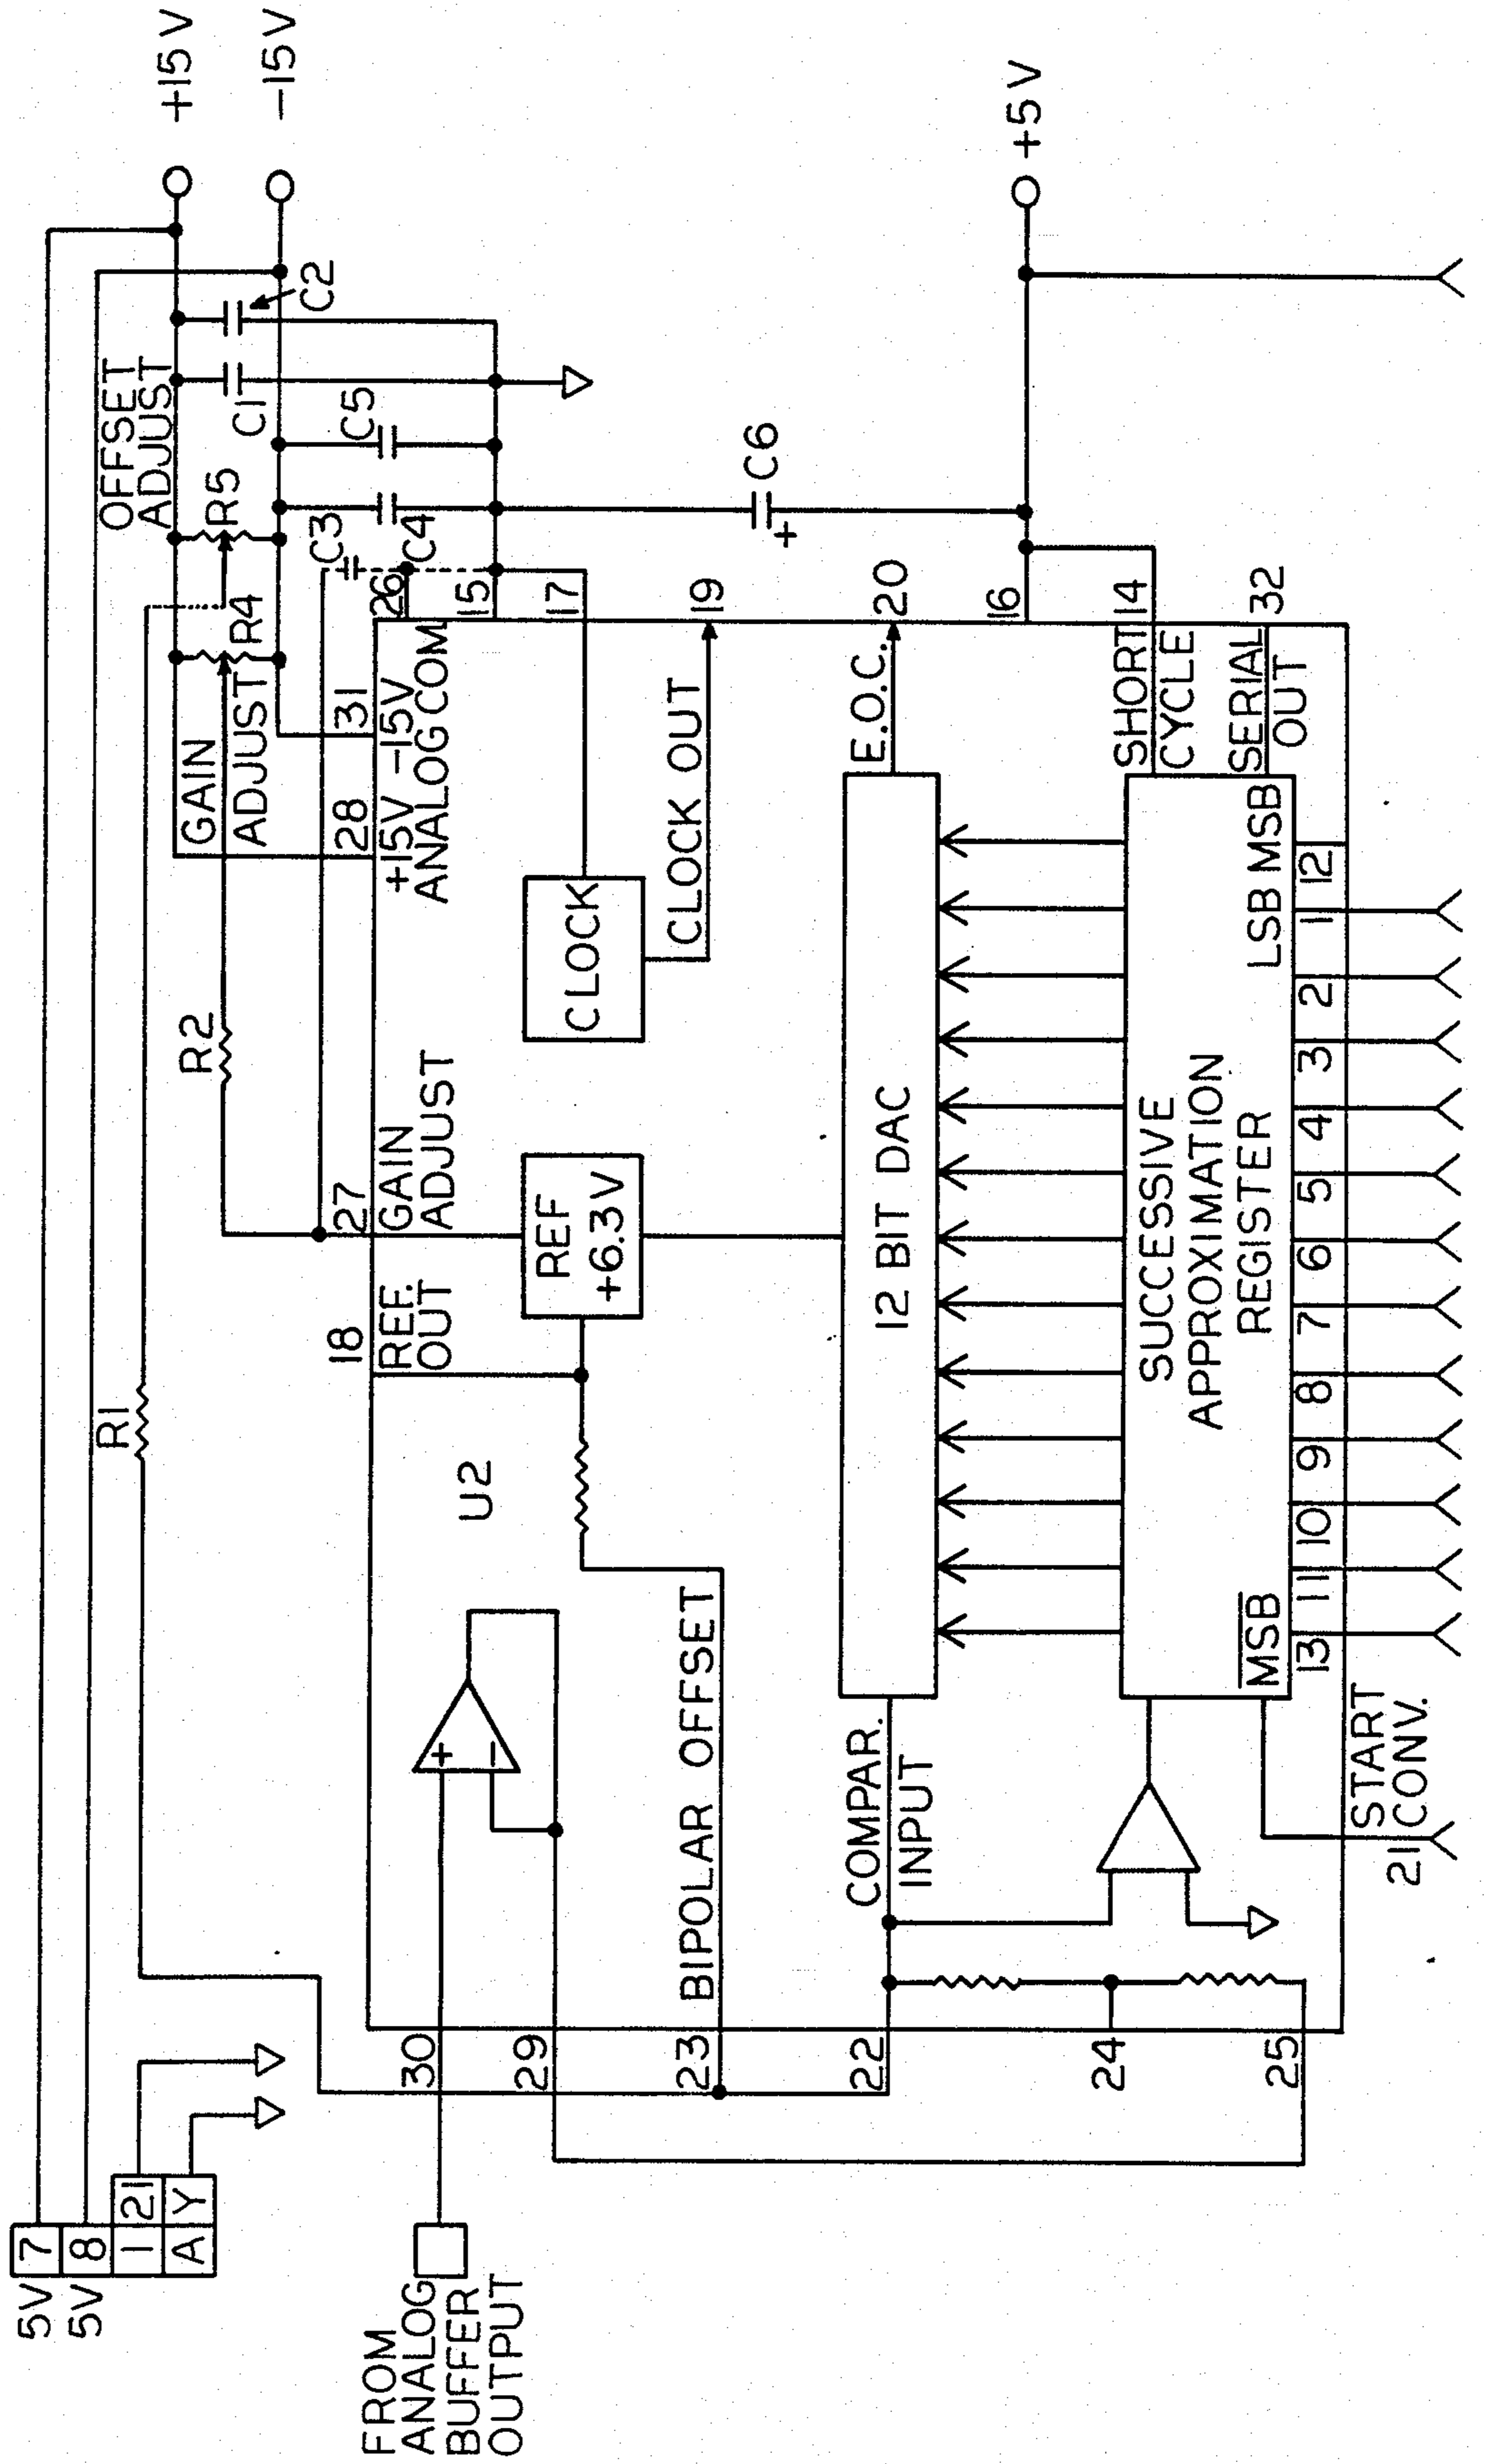 5V 7
5V 8
1 21
A Y
+15V
-15V
OFFSET
ADJUST
R1
R2
C2
C1
C5
R5
C3
C4
R4
GAIN
ADJUST
18
27
28
31
26
REF.
OUT
GAIN
ADJUST
+15V -15V
ANALOG COM
15
17
FROM
ANALOG
BUFFER
OUTPUT
30
+
−
29
U2
REF
+6.3V
CLOCK
CLOCK OUT
19
C6
+
23
BIPOLAR OFFSET
22
COMPAR.
INPUT
12 BIT DAC
E.O.C.
20
16
+5V
24
SUCCESSIVE
APPROXIMATION
REGISTER
SHORT
CYCLE
14
25
MSB
LSB MSB
SERIAL
OUT
32
13 11 10 9 8 7 6 5 4 3 2 1 12
START
CONV.
21